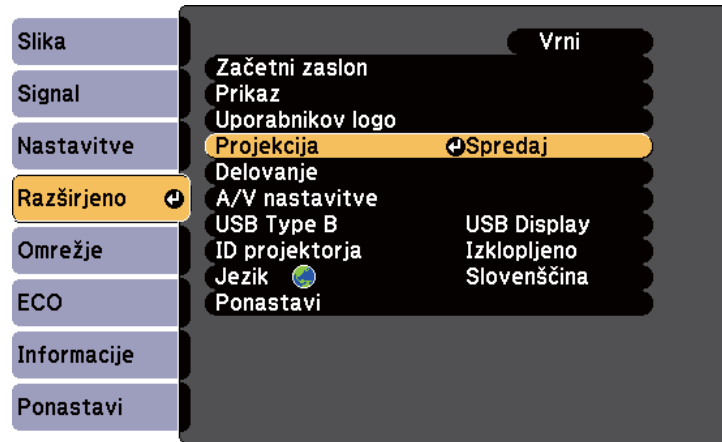 Slika
Signal
Nastavitve
Razširjeno
Omrežje
ECO
Informacije
Ponastavi
Vrni
Začetni zaslon
Prikaz
Uporabnikov logo
Projekcija Spredaj
Delovanje
A/V nastavitve
USB Type B USB Display
ID projektorja Izklopljeno
Jezik Slovenščina
Ponastavi